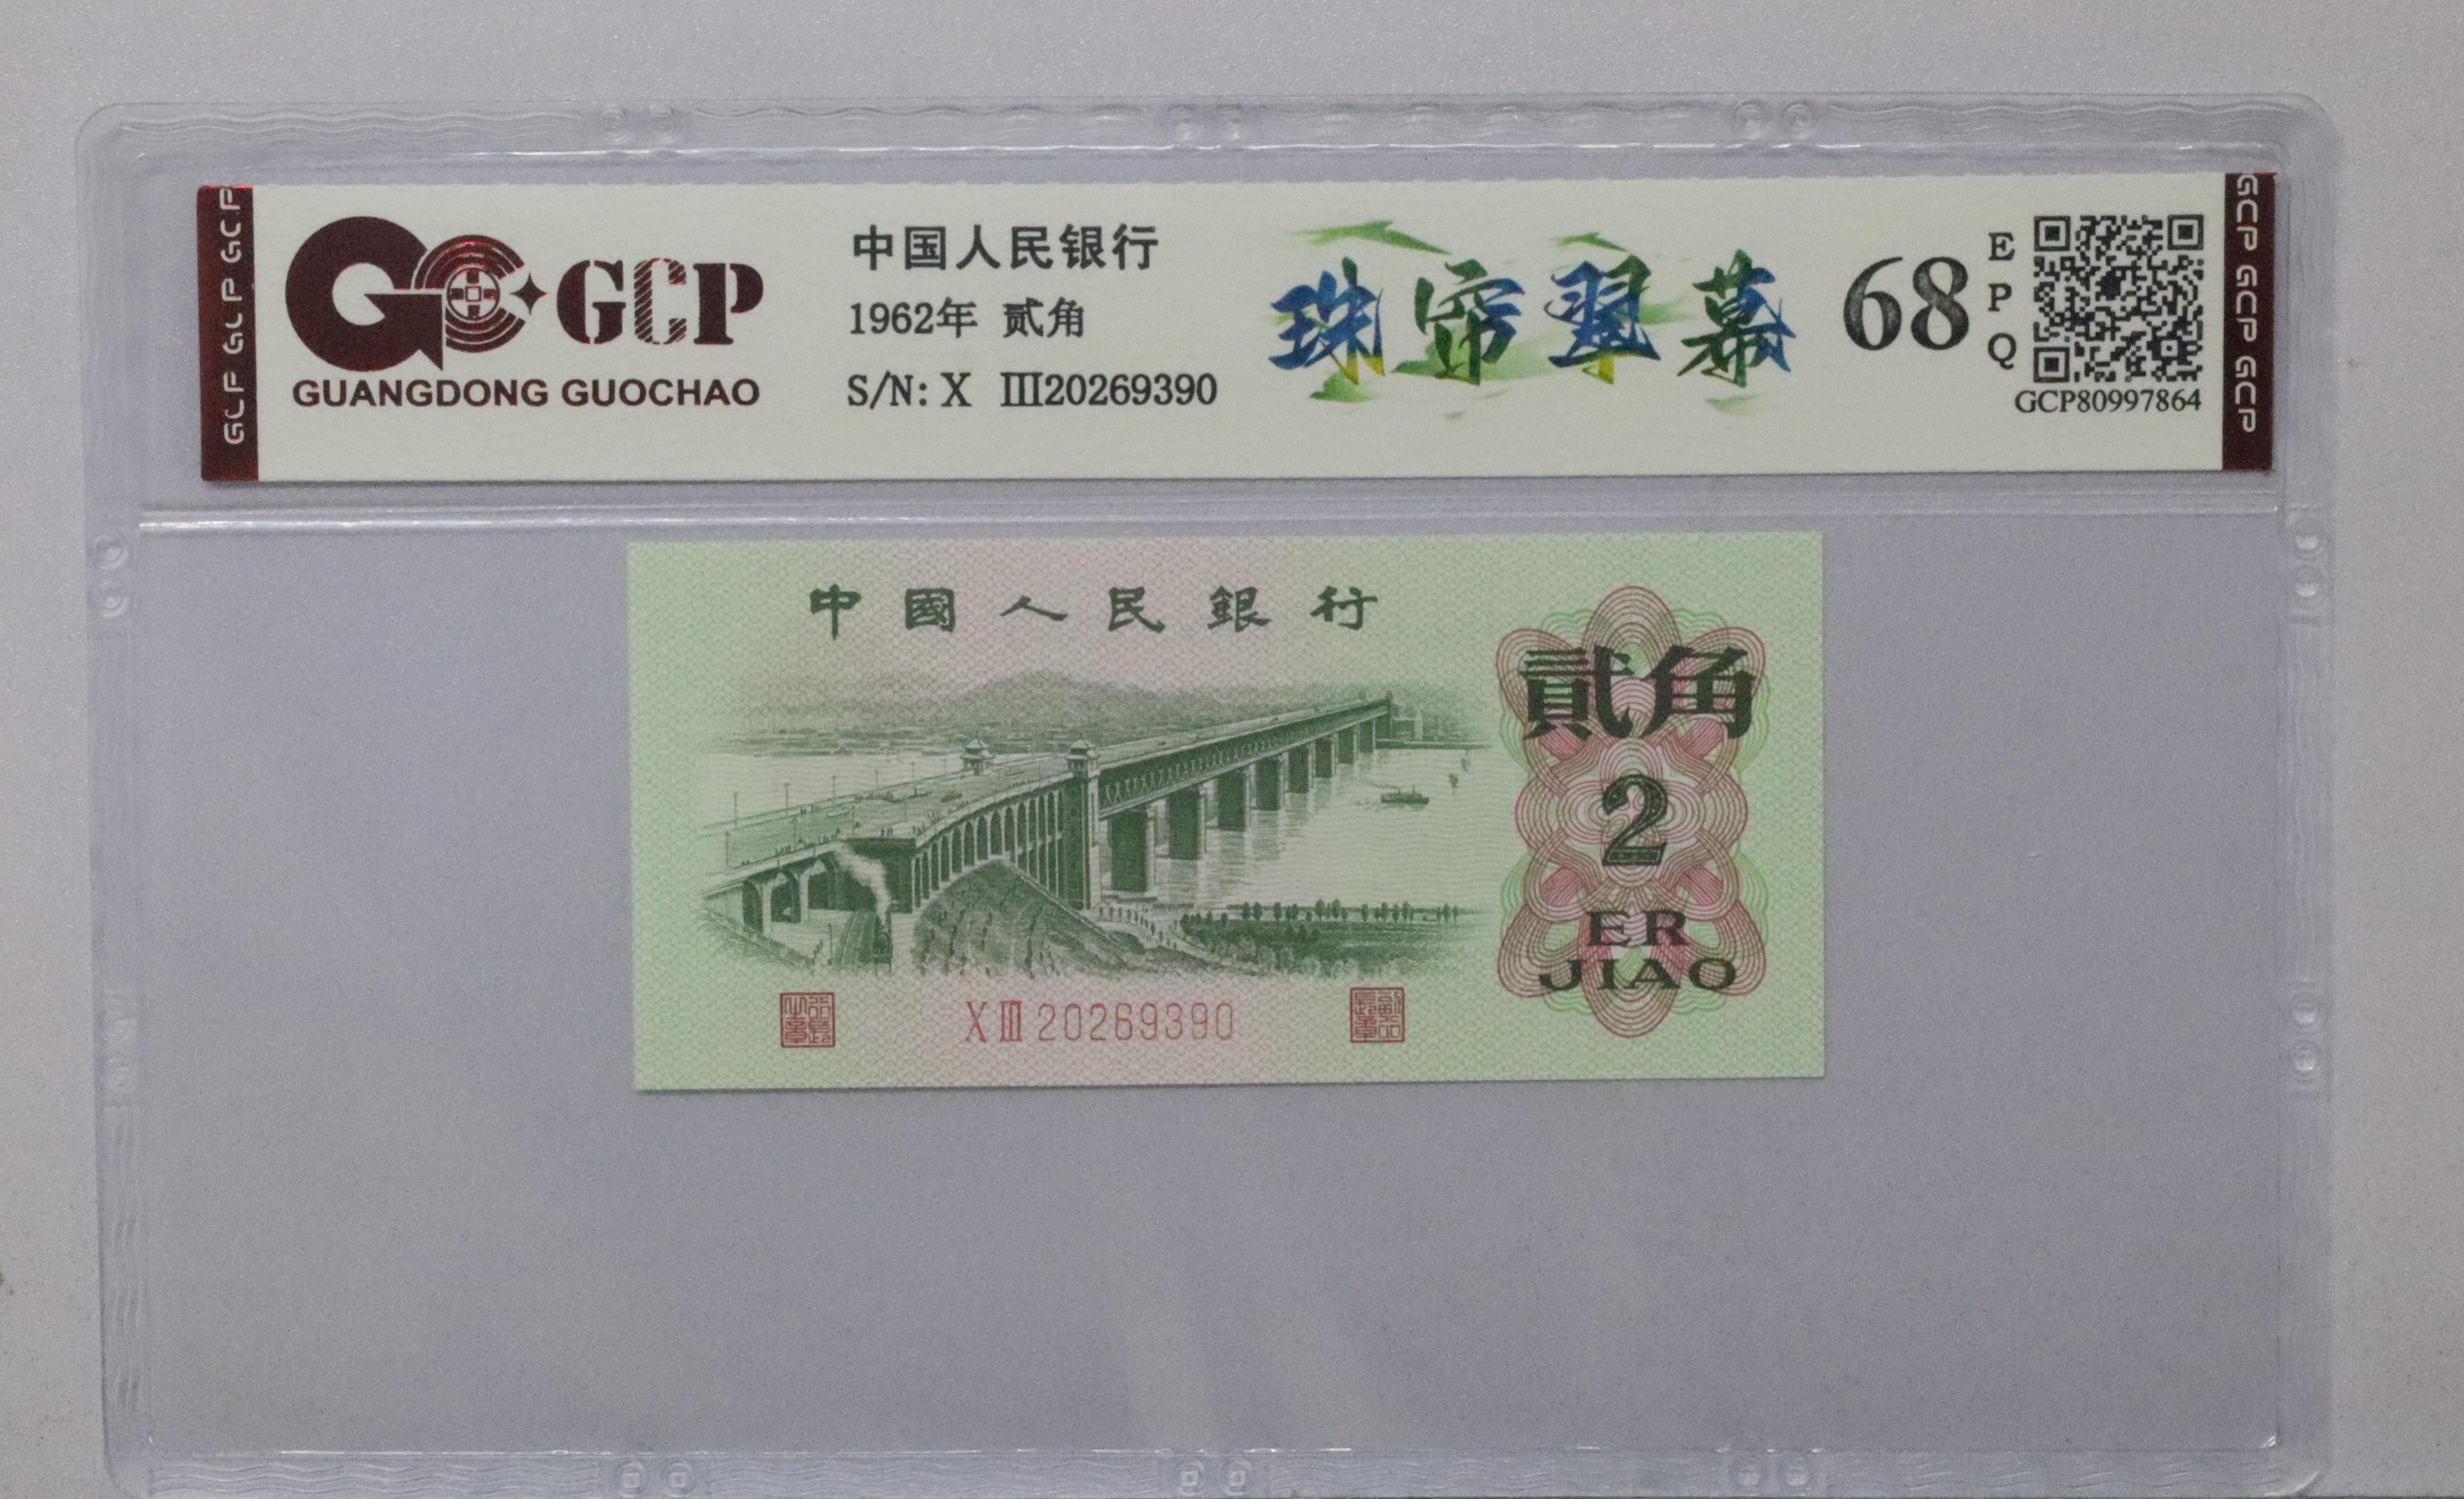 GCP GCP GCP
GCP
GUANGDONG GUOCHAO
中国人民银行
1962年 贰角
S/N: X III20269390
珠帘翠幕
68
EPQ
GCP80997864
GCP GCP GCP
中國人民銀行
貳角
2
ER
JIAO
X III 20269390